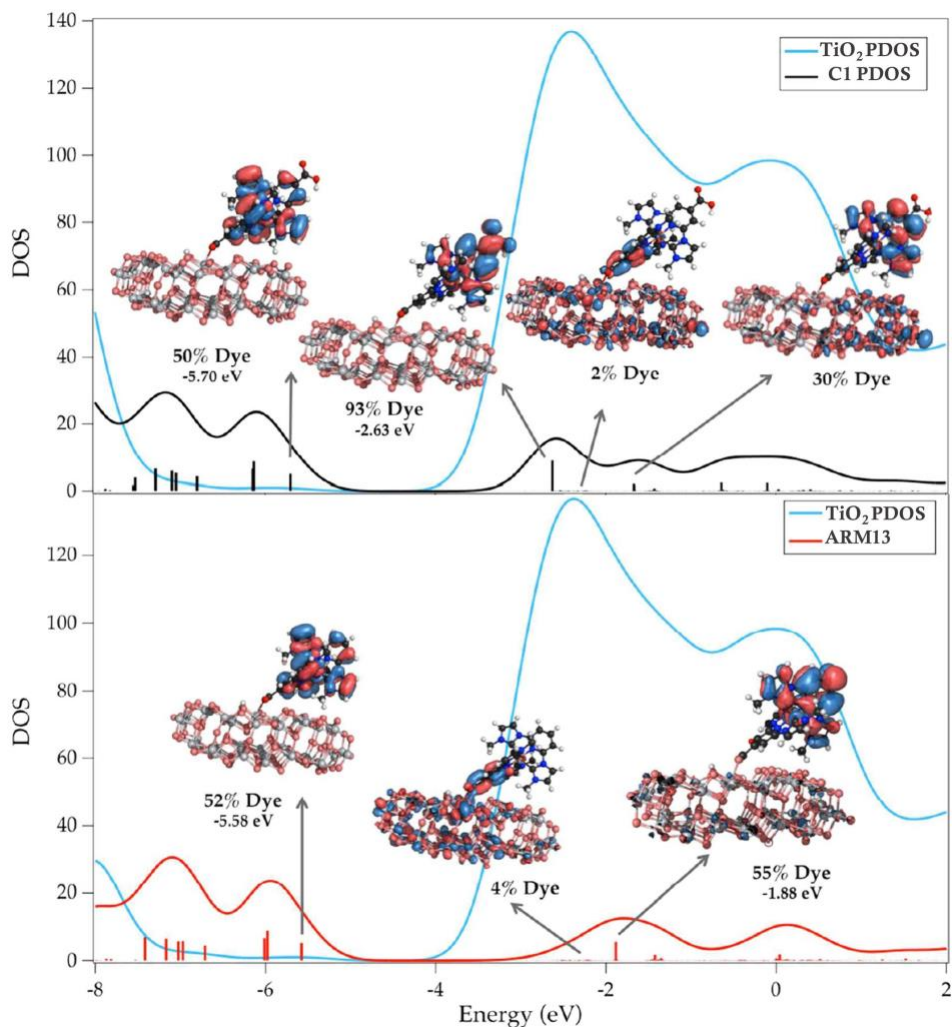 140
120
100
80
60
40
20
0
DOS
TiO₂ PDOS
C1 PDOS
50% Dye
-5.70 eV
93% Dye
-2.63 eV
2% Dye
30% Dye
120
100
80
60
40
20
0
DOS
TiO₂ PDOS
ARM13
52% Dye
-5.58 eV
4% Dye
55% Dye
-1.88 eV
-8 -6 -4 -2 0 2
Energy (eV)